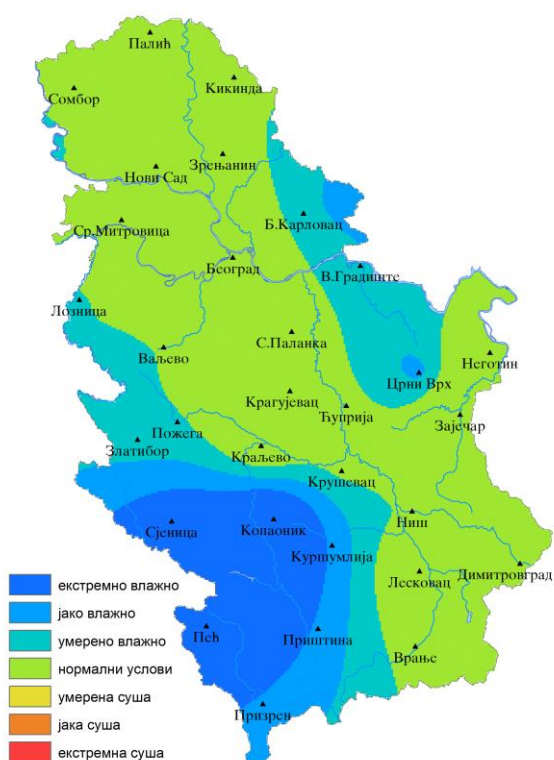 Палић
Кикинда
Сомбор
Зрењанин
Нови Сад
Б.Карловац
Ср.Митровица
Београд
В.Градиште
Лозница
С.Паланка
Ваљево
Неготин
Црни Врх
Крагујевац
Ћуприја
Зајечар
Пожега
Златибор
Краљево
Крушевац
Ниш
Сјеница
Копаоник
Куршумлија
Лесковац
Димитровград
Пећ
Приштина
Врање
Призрен
екстремно влажно
јако влажно
умерено влажно
нормални услови
умерена суша
јака суша
екстремна суша